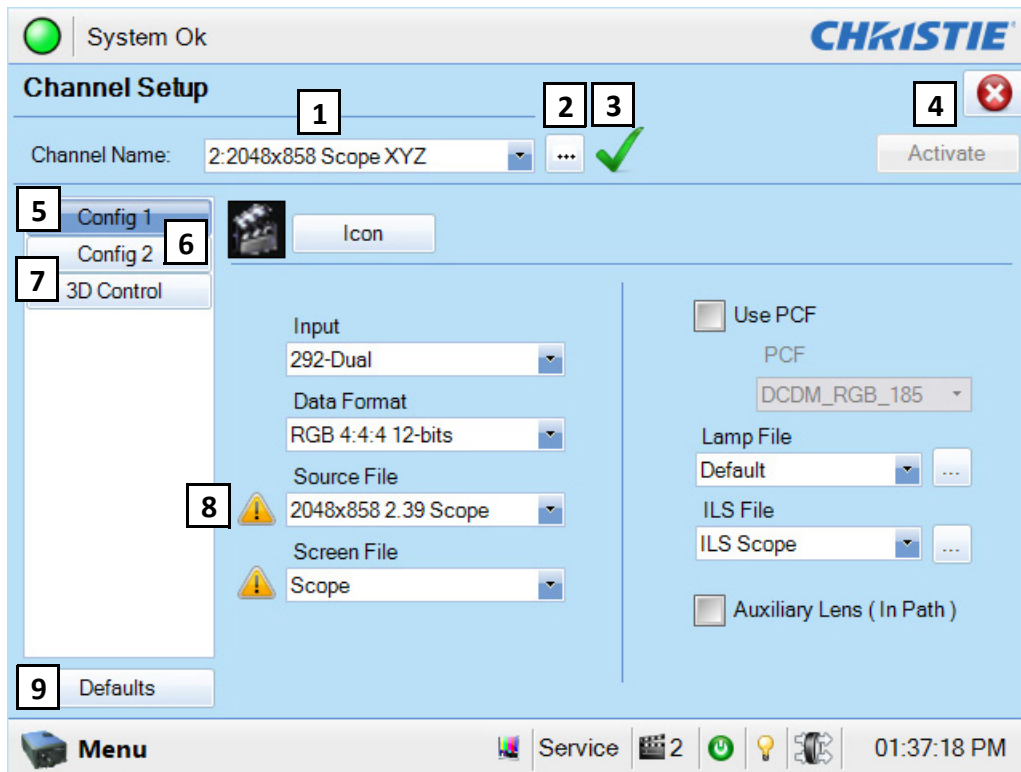 System Ok
CHRISTIE
Channel Setup
1
2
3
4
Channel Name:
2:2048x858 Scope XYZ
...
Activate
5
Config 1
6
Config 2
7
3D Control
Icon
Input
292-Dual
Data Format
RGB 4:4:4 12-bits
Source File
8
2048x858 2.39 Scope
Screen File
Scope
Use PCF
PCF
DCDM_RGB_185
Lamp File
Default
...
ILS File
ILS Scope
...
Auxiliary Lens ( In Path )
9
Defaults
Menu
Service
2
01:37:18 PM